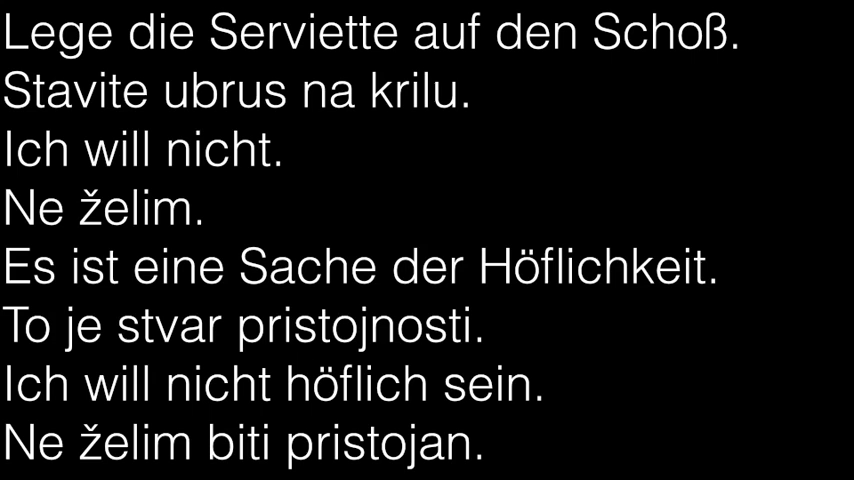 Lege die Serviette auf den Schoß.
Stavite ubrus na krilu.
Ich will nicht.
Ne želim.
Es ist eine Sache der Höflichkeit.
To je stvar pristojnosti.
Ich will nicht höflich sein.
Ne želim biti pristojan.